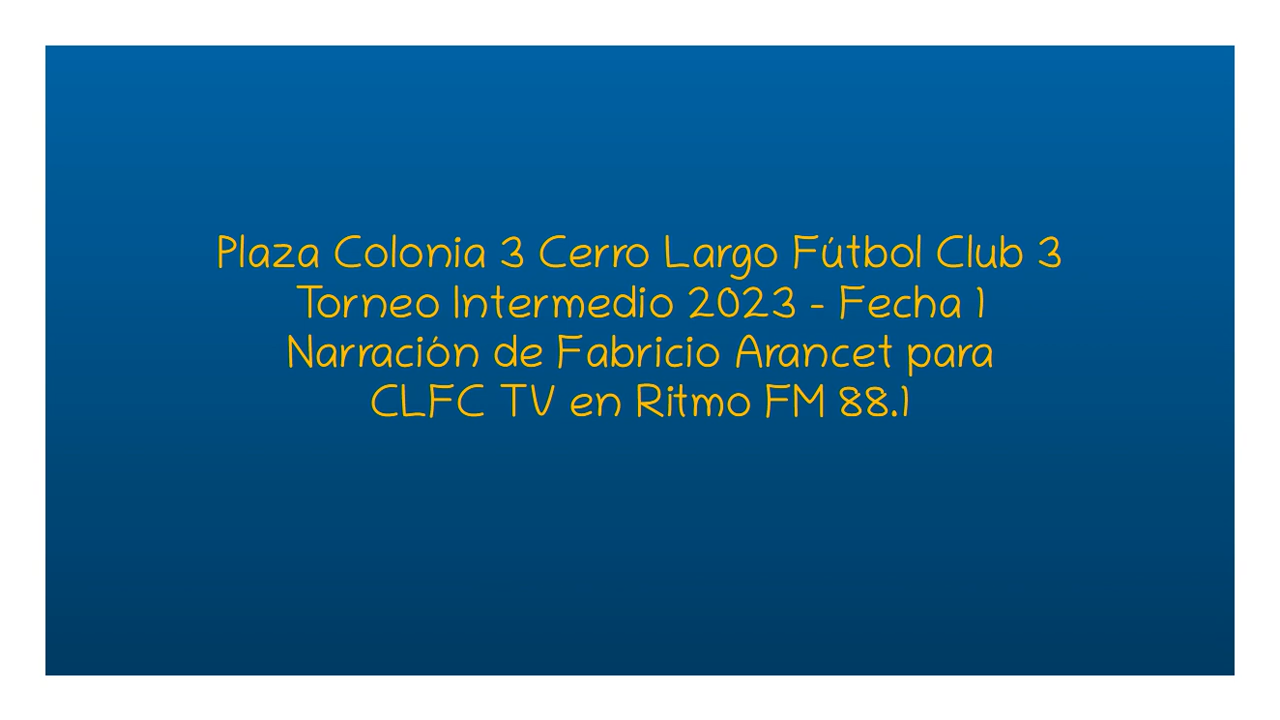 Plaza Colonia 3 Cerro Largo Fútbol Club 3
Torneo Intermedio 2023 - Fecha 1
Narración de Fabricio Arancet para
CLFC TV en Ritmo FM 88.1